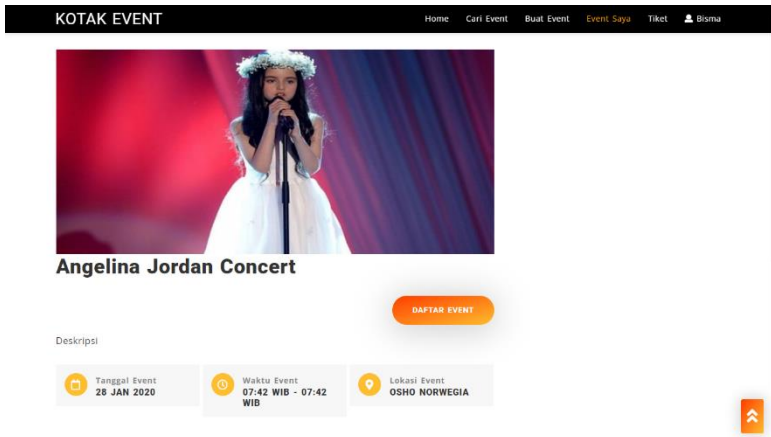 KOTAK EVENT
Home Cari Event Buat Event Event Saya Tiket Bisma
Angelina Jordan Concert
DAFTAR EVENT
Deskripsi
Tanggal Event
28 JAN 2020
Waktu Event
07:42 WIB - 07:42
WIB
Lokasi Event
OSHO NORWEGIA